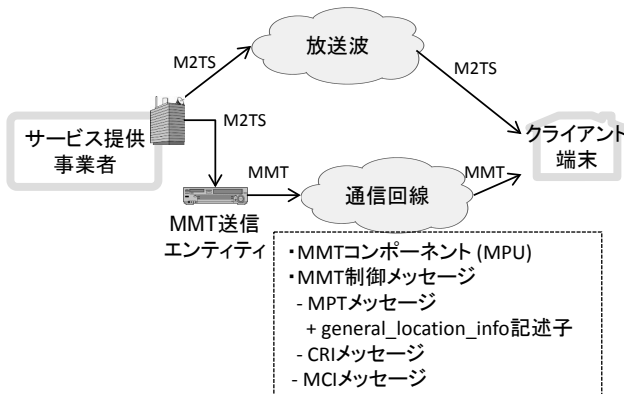 放送波
M2TS
M2TS
サービス提供
事業者
M2TS
クライアント
端末
MMT
通信回線
MMT
MMT送信
エンティティ
・MMTコンポーネント (MPU)
・MMT制御メッセージ
- MPTメッセージ
+ general_location_info記述子
- CRIメッセージ
- MCIメッセージ